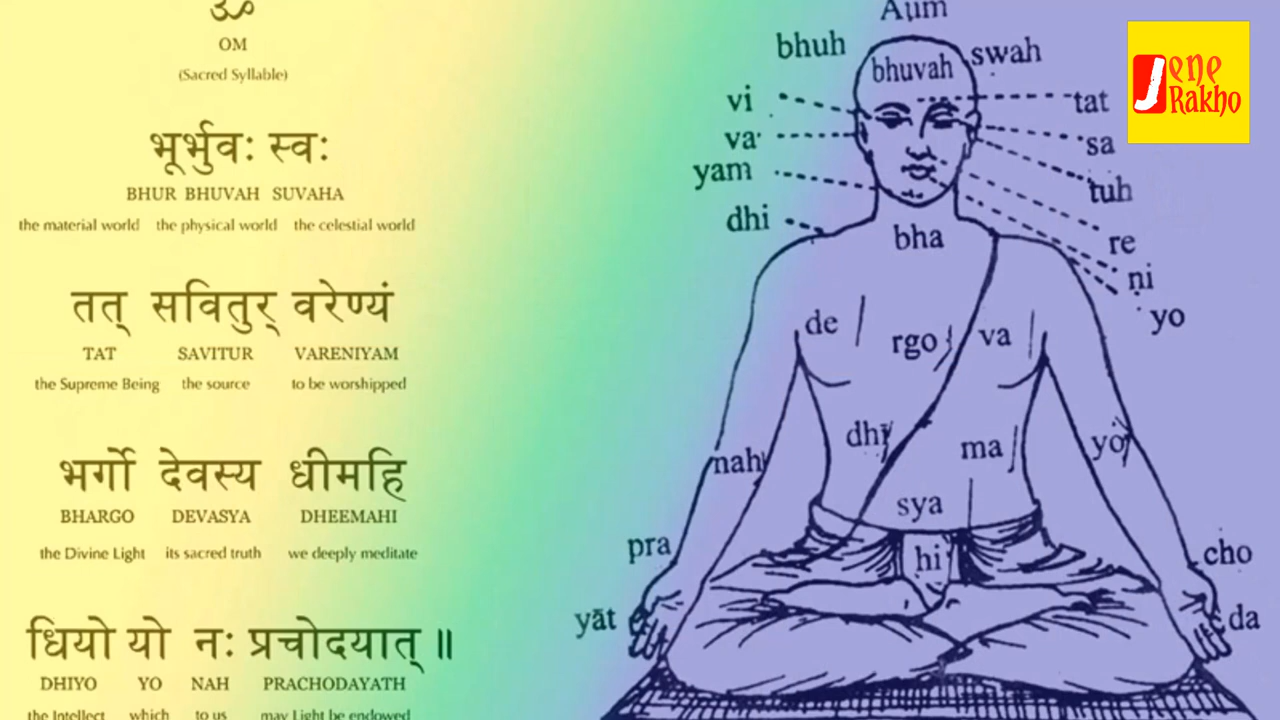 ॐ
OM
(Sacred Syllable)
भूर्भुवः स्वः
BHUR BHUVAH SUVAHA
the material world the physical world the celestial world
तत् सवितुर् वरेण्यं
TAT SAVITUR VARENIYAM
the Supreme Being the source to be worshipped
भर्गो देवस्य धीमहि
BHARGO DEVASYA DHEEMAHI
the Divine Light its sacred truth we deeply meditate
धियो यो नः प्रचोदयात् ॥
DHIYO YO NAH PRACHODAYATH
the Intellect which to us may Light be endowed
Aum
bhuh bhuvah swah
vi tat
va sa
yam tuh
dhi bha re
ṇi
yo
de rgo va
dhī ma yo
nah
sya
pra hi cho
yāt da
Jene
Rakho